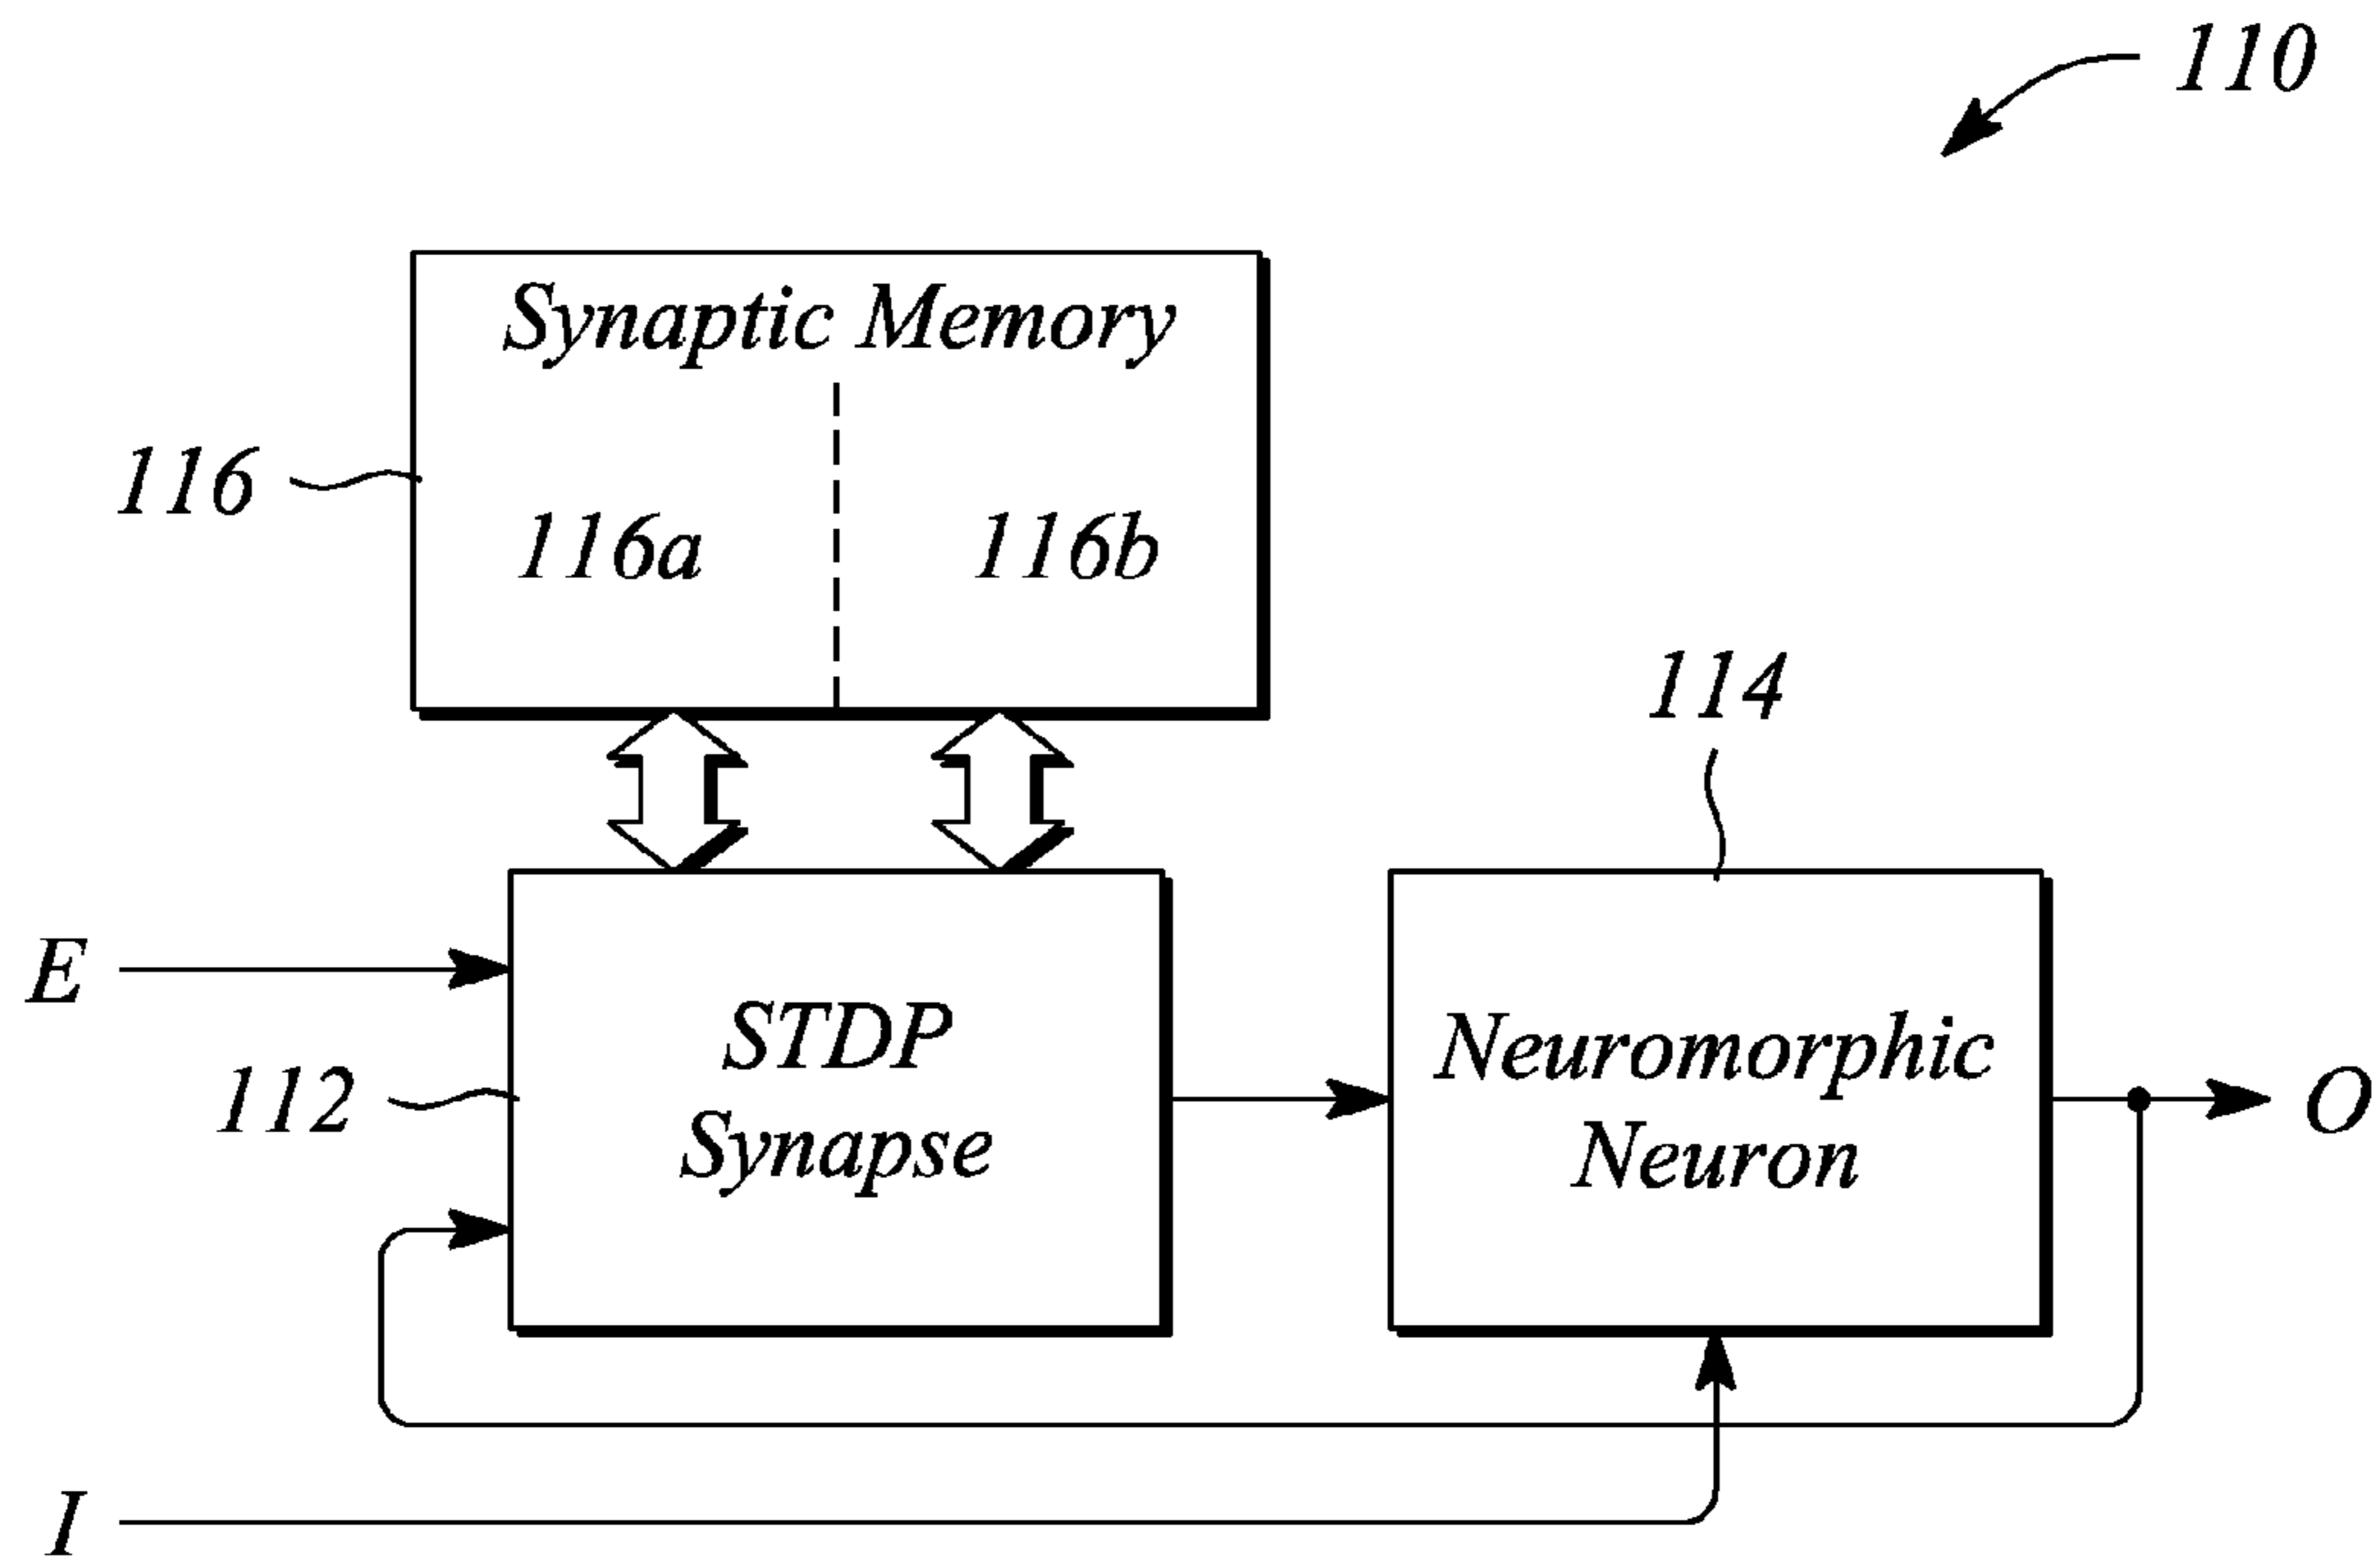 110
Synaptic Memory
116
116a
116b
114
E
STDP
Synapse
112
Neuromorphic
Neuron
O
I